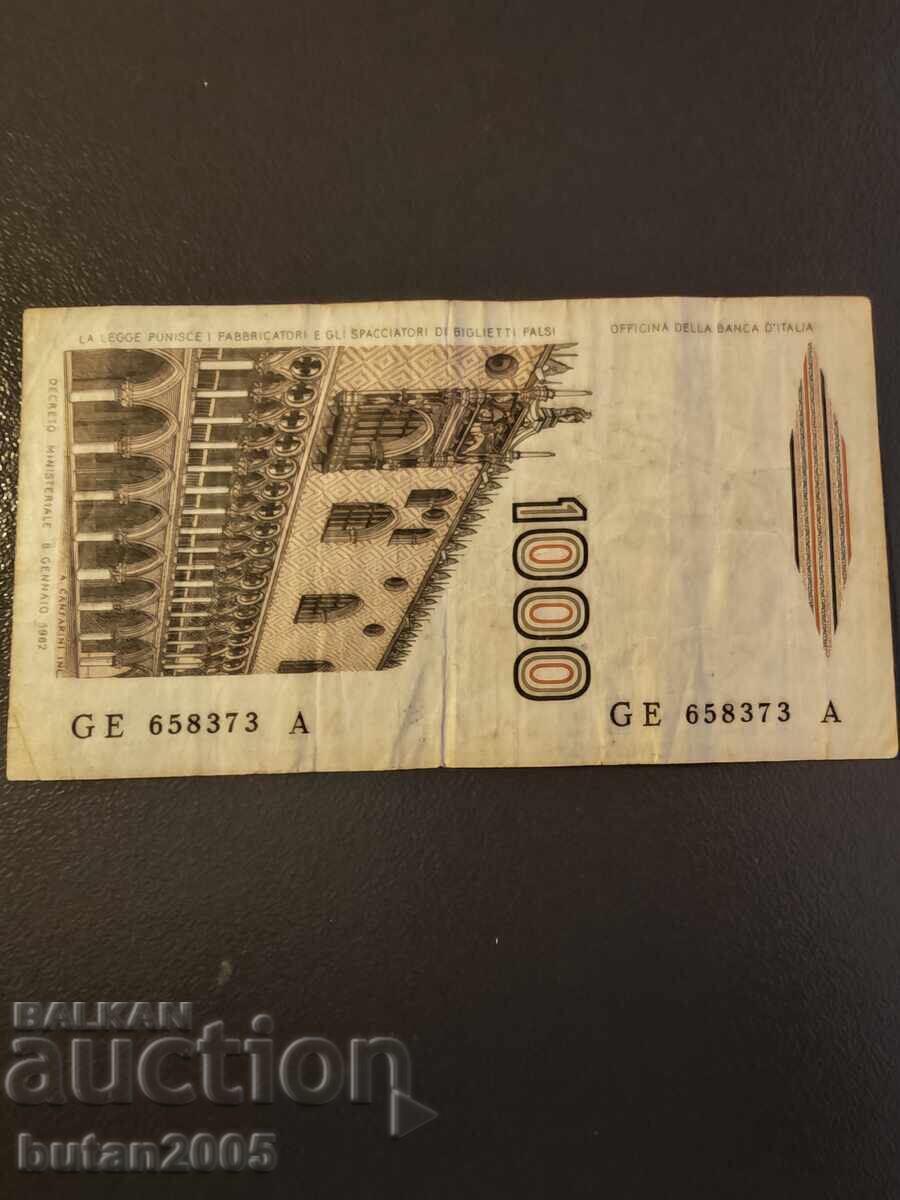 LA LEGGE PUNISCE I FABBRICATORI E GLI SPACCIATORI DI BIGLIETTI FALSI
OFFICINA DELLA BANCA D'ITALIA
DECRETO MINISTERIALE 6 GENNAIO 1982
A. CANFARINI INC.
1000
GE 658373 A
GE 658373 A
BALKAN
auction
butan2005